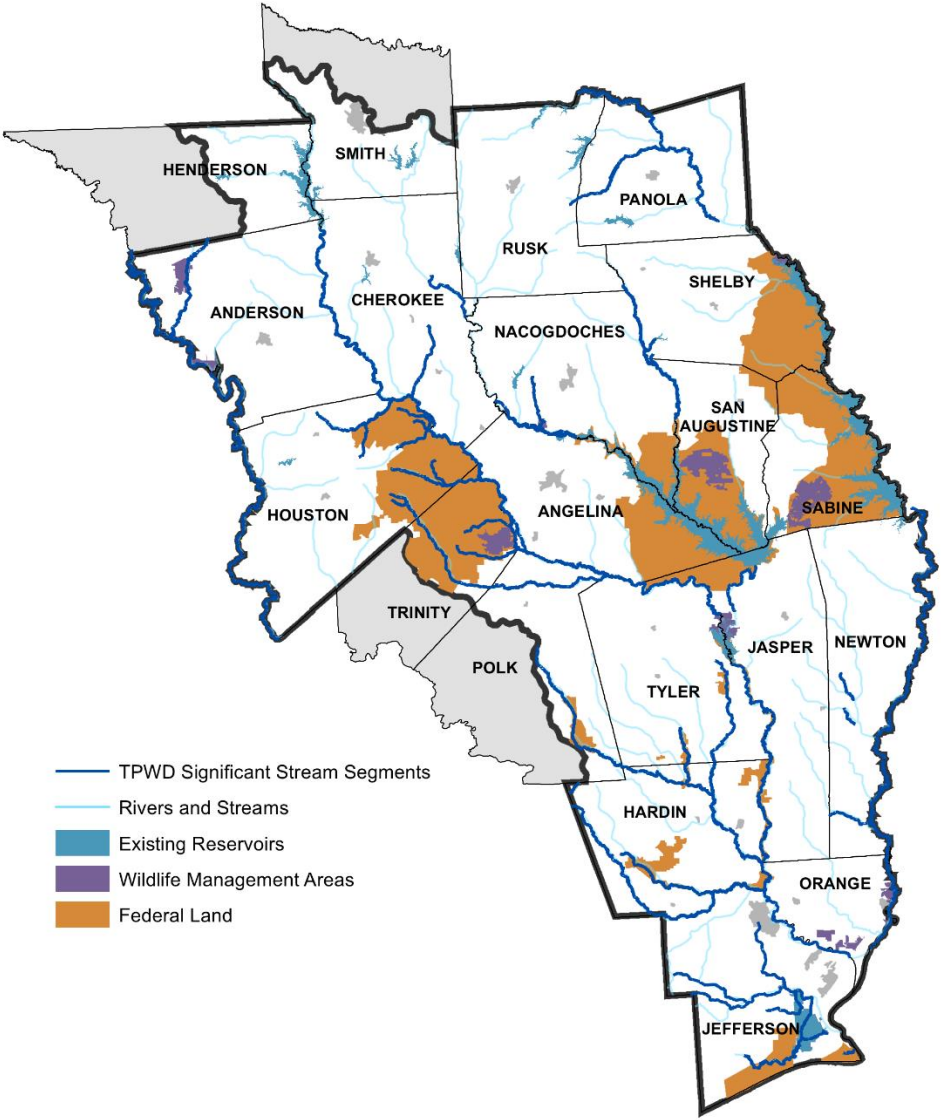 SMITH
HENDERSON
PANOLA
RUSK
SHELBY
CHEROKEE
ANDERSON
NACOGDOCHES
SAN
AUGUSTINE
HOUSTON
ANGELINA
SABINE
TRINITY
POLK
JASPER
NEWTON
TYLER
HARDIN
ORANGE
JEFFERSON
TPWD Significant Stream Segments
Rivers and Streams
Existing Reservoirs
Wildlife Management Areas
Federal Land